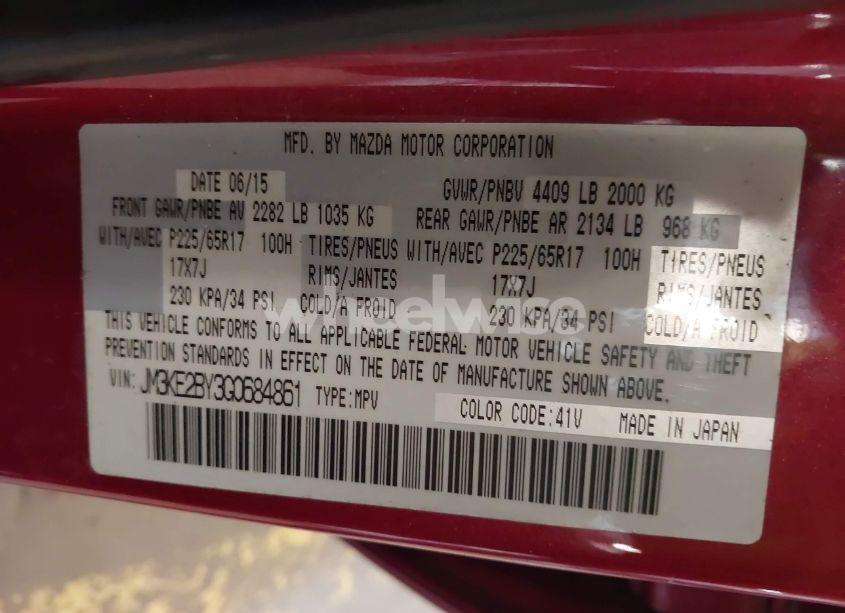 MFD. BY MAZDA MOTOR CORPORATION
DATE 06/15 GVWR/PNBV 4409 LB 2000 KG
FRONT GAWR/PNBE AV 2282 LB 1035 KG REAR GAWR/PNBE AR 2134 LB 968 KG
WITH/AVEC P225/65R17 100H TIRES/PNEUS WITH/AVEC P225/65R17 100H TIRES/PNEUS
17X7J RIMS/JANTES 17X7J RIMS/JANTES
230 KPA/34 PSI COLD/A FROID 230 KPA/34 PSI COLD/A FROID
wheelwire
THIS VEHICLE CONFORMS TO ALL APPLICABLE FEDERAL MOTOR VEHICLE SAFETY AND THEFT
PREVENTION STANDARDS IN EFFECT ON THE DATE OF MANUFACTURE SHOWN ABOVE.
VIN: JM3KE2BY3G0684861 TYPE:MPV COLOR CODE:41V MADE IN JAPAN